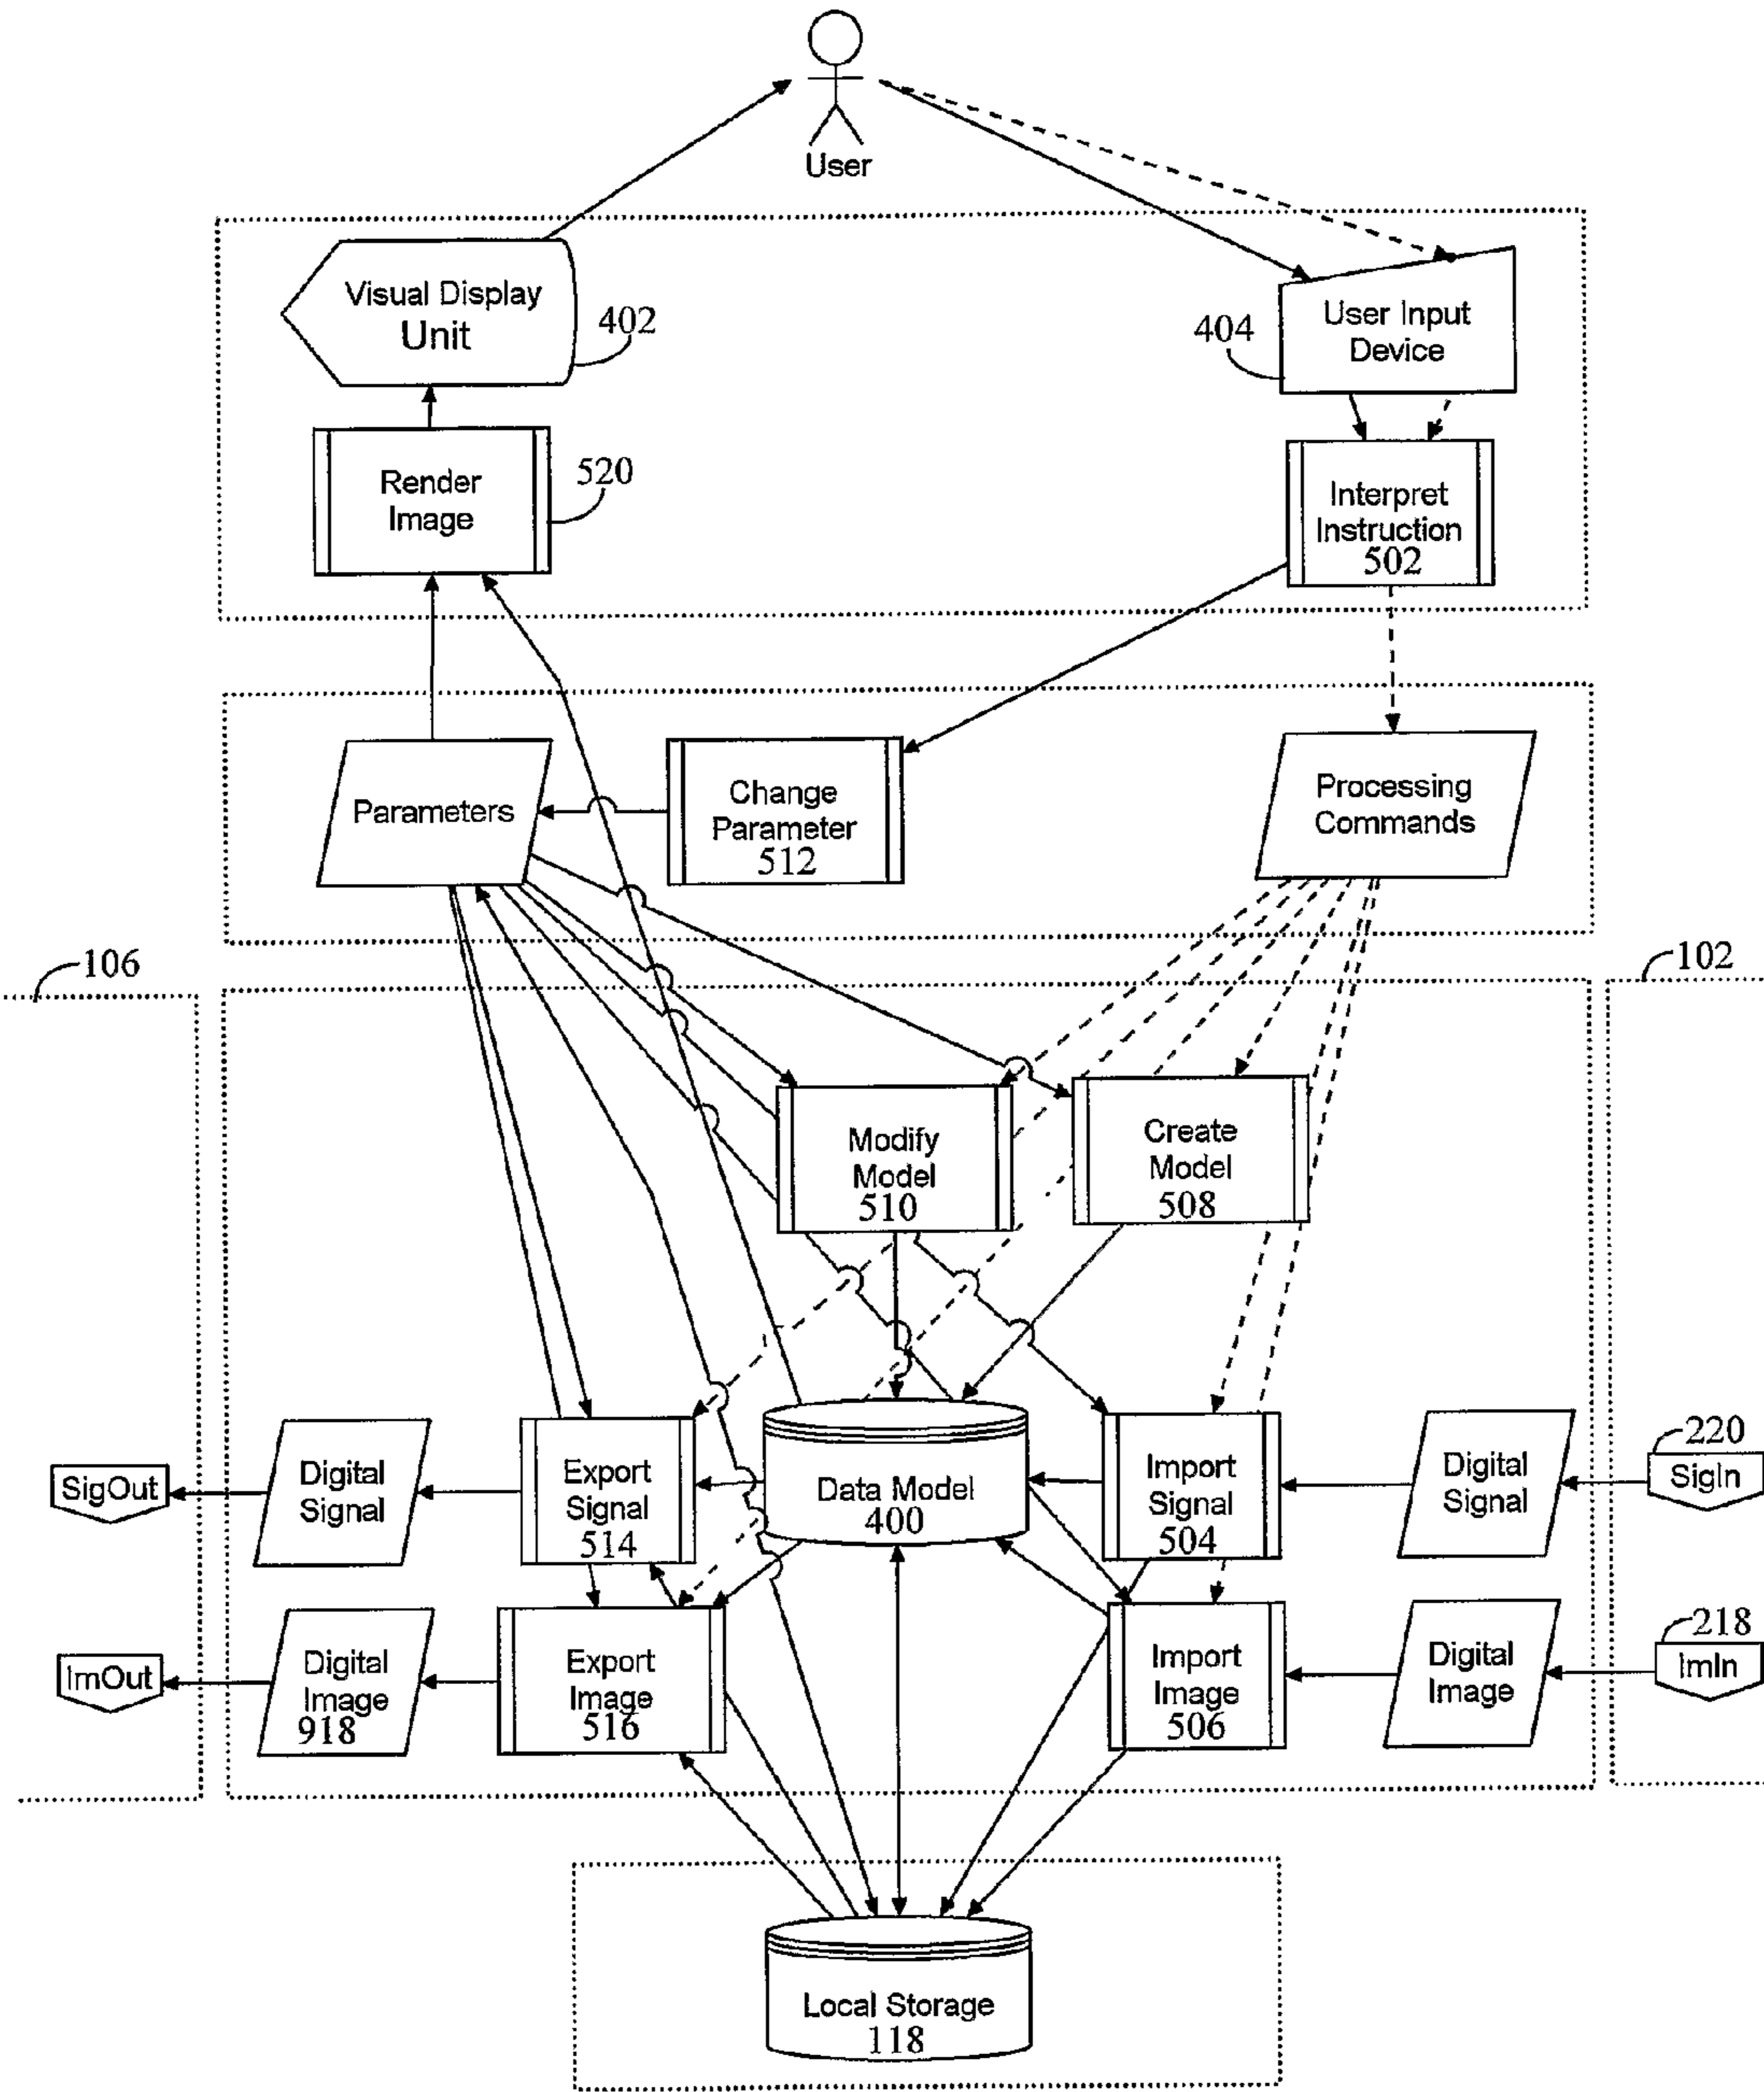 User
Visual Display
Unit
402
User Input
Device
404
Render
Image
520
Interpret
Instruction
502
Parameters
Change
Parameter
512
Processing
Commands
106
102
Modify
Model
510
Create
Model
508
SigOut
Digital
Signal
Export
Signal
514
Data Model
400
Import
Signal
504
Digital
Signal
220
SigIn
ImOut
Digital
Image
918
Export
Image
516
Import
Image
506
Digital
Image
218
ImIn
Local Storage
118